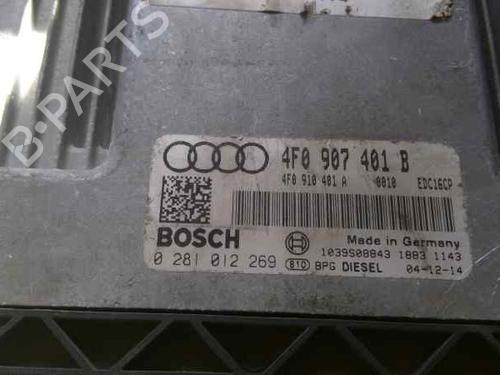 B-PARTS
4F0 907 401 B
4F0 910 401 A 0010 EDC16CP
BOSCH
Made in Germany
1039S08843 1883 1143
0 281 012 269 810 BPG DIESEL 04-12-14